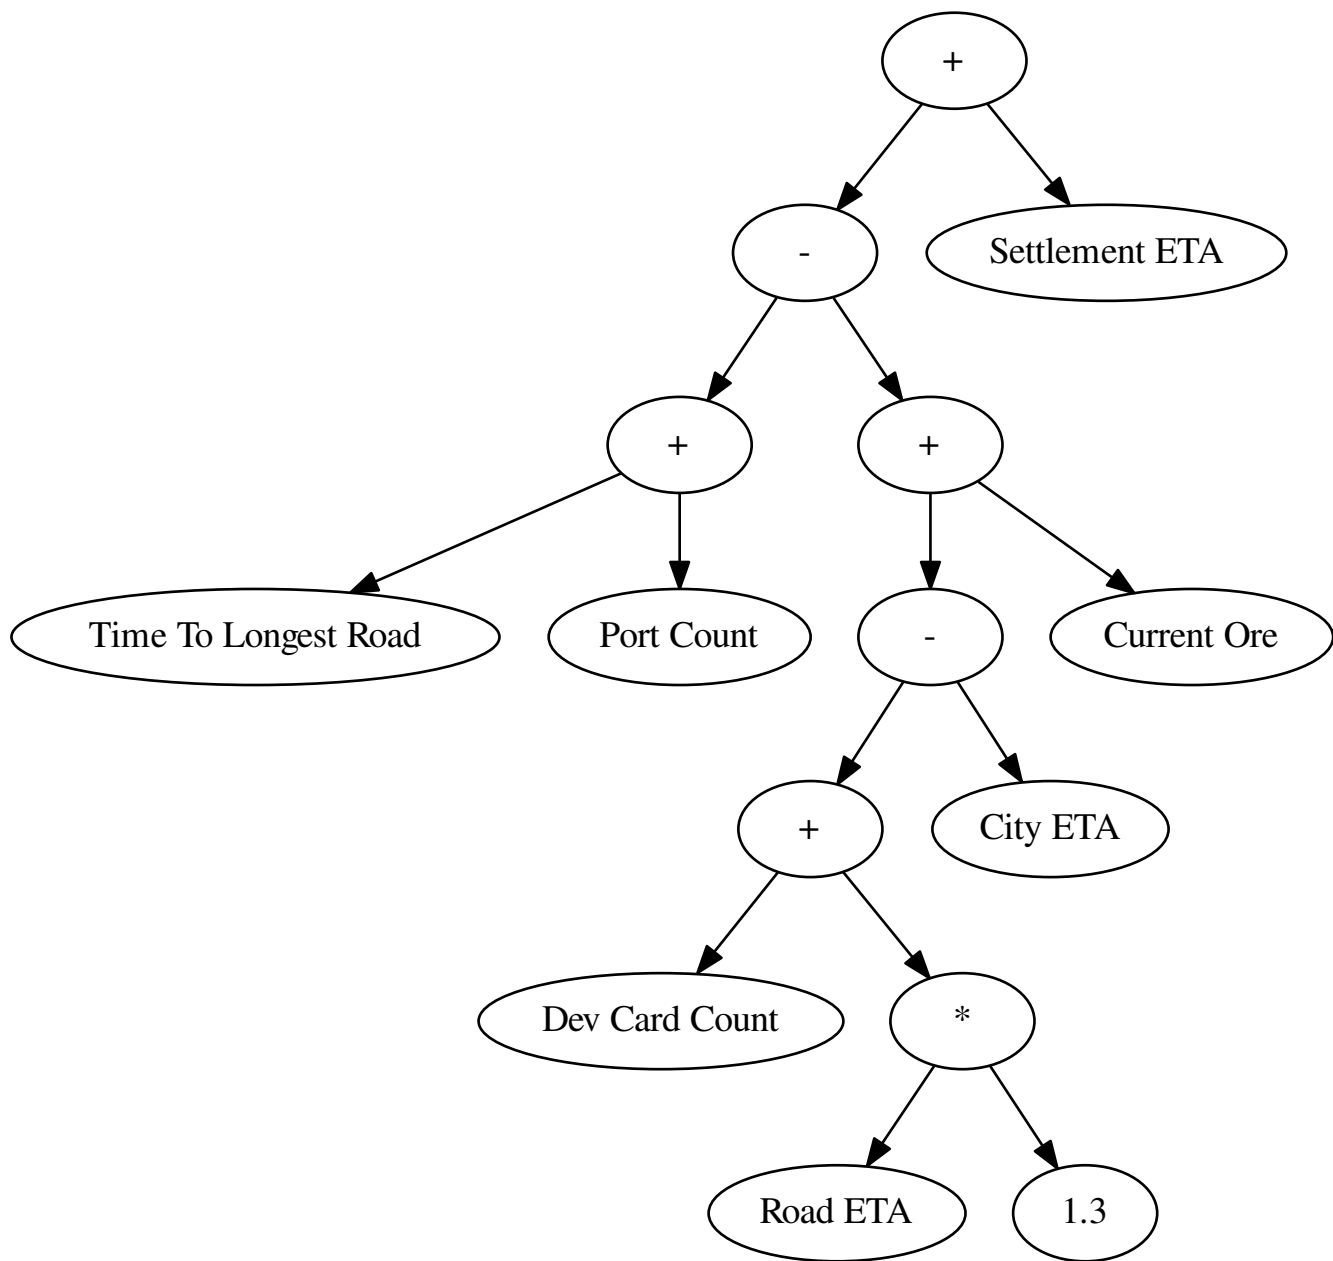 +
-
Settlement ETA
+
+
Time To Longest Road
Port Count
-
Current Ore
+
City ETA
Dev Card Count
*
Road ETA
1.3